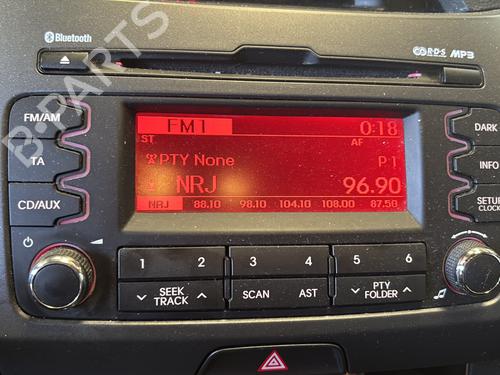 Bluetooth
R·D·S MP3
B-PARTS
FM/AM
TA
CD/AUX
FM1 0:18
ST AF
PTY None P1
NRJ 96.90
NRJ 88.10 98.10 104.10 108.00 87.50
DARK
INFO
SETUP
CLOCK
1 2 3 4 5 6
SEEK
TRACK
SCAN AST
PTY
FOLDER